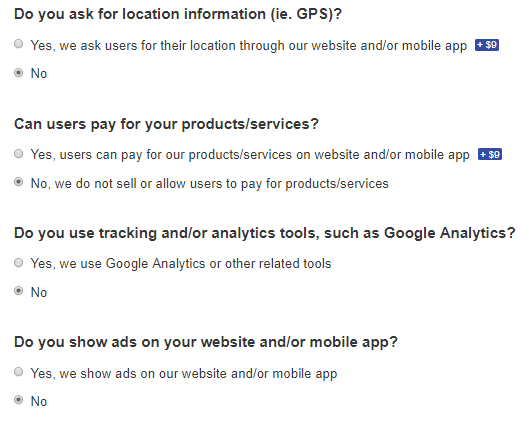 Do you ask for location information (ie. GPS)?
Yes, we ask users for their location through our website and/or mobile app + $9
No
Can users pay for your products/services?
Yes, users can pay for our products/services on website and/or mobile app + $9
No, we do not sell or allow users to pay for products/services
Do you use tracking and/or analytics tools, such as Google Analytics?
Yes, we use Google Analytics or other related tools
No
Do you show ads on your website and/or mobile app?
Yes, we show ads on our website and/or mobile app
No